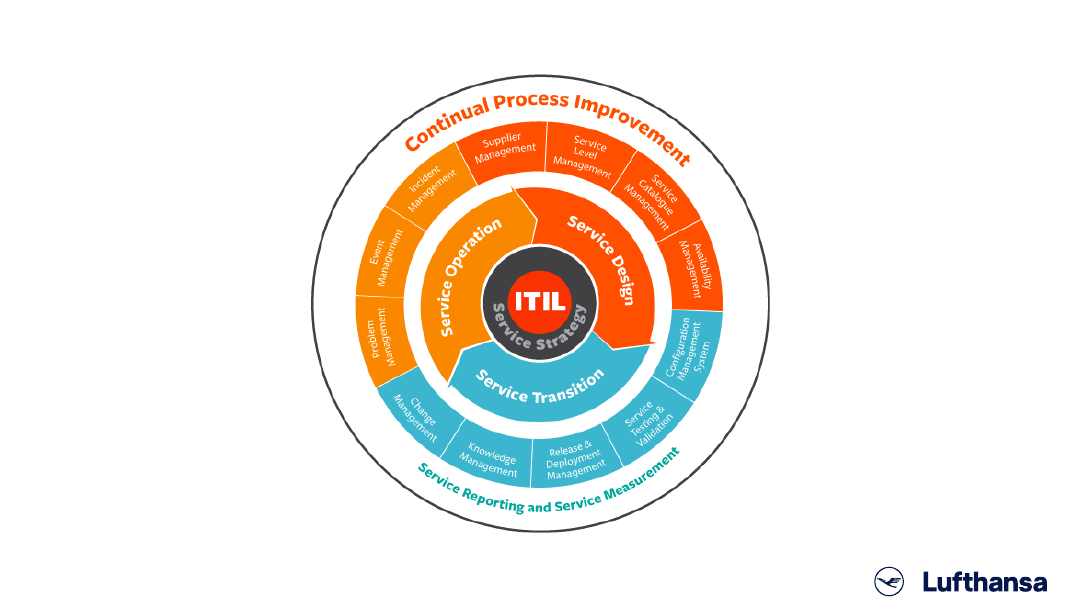 Continual Process Improvement
Supplier
Management
Service
Level
Management
Service
Catalogue
Management
Availability
Management
Configuration
Management
System
Service
Testing &
Validation
Release &
Deployment
Management
Knowledge
Management
Change
Management
Problem
Management
Event
Management
Incident
Management
Service Operation
Service Design
Service Transition
ITIL
Service Strategy
Service Reporting and Service Measurement
Lufthansa